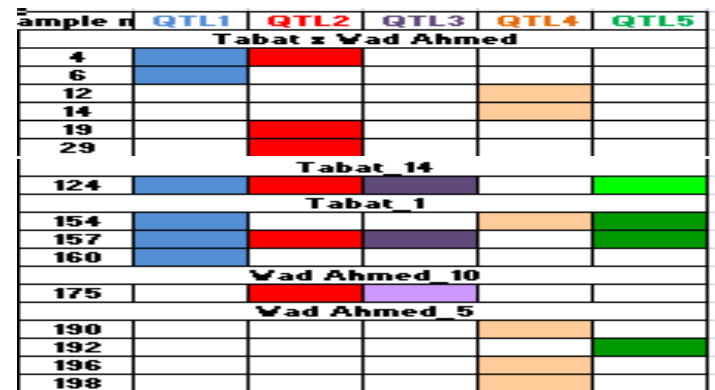 ample n QTL1 QTL2 QTL3 QTL4 QTL5
Tabat x Wad Ahmed
4
6
12
14
19
29
Tabat_14
124
Tabat_1
154
157
160
Wad Ahmed_10
175
Wad Ahmed_5
190
192
196
198